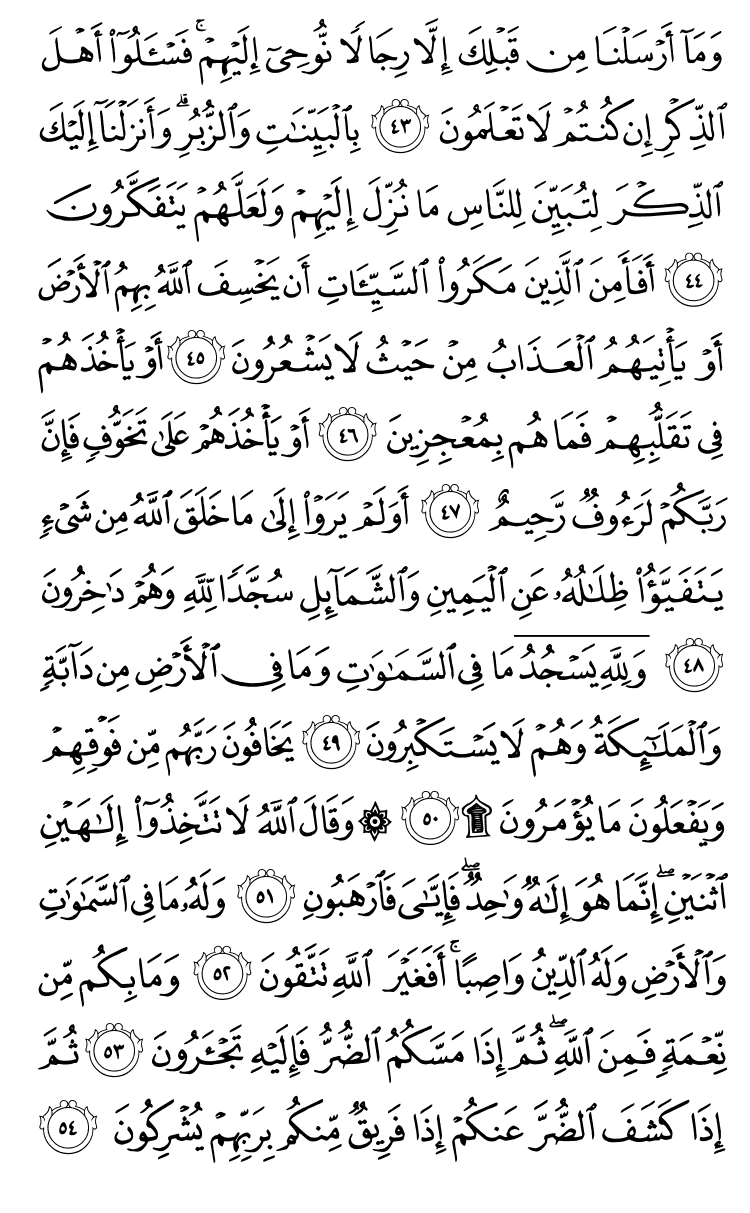 وَمَآ أَرۡسَلۡنَا مِن قَبۡلِكَ إِلَّا رِجَالًا نُّوحِيٓ إِلَيۡهِمۡۚ فَسۡـَٔلُوٓاْ أَهۡلَ
ٱلذِّكۡرِ إِن كُنتُمۡ لَا تَعۡلَمُونَ ٤٣ بِٱلۡبَيِّنَٰتِ وَٱلزُّبُرِۗ وَأَنزَلۡنَآ إِلَيۡكَ
ٱلذِّكۡرَ لِتُبَيِّنَ لِلنَّاسِ مَا نُزِّلَ إِلَيۡهِمۡ وَلَعَلَّهُمۡ يَتَفَكَّرُونَ
٤٤ أَفَأَمِنَ ٱلَّذِينَ مَكَرُواْ ٱلسَّيِّـَٔاتِ أَن يَخۡسِفَ ٱللَّهُ بِهِمُ ٱلۡأَرۡضَ
أَوۡ يَأۡتِيَهُمُ ٱلۡعَذَابُ مِنۡ حَيۡثُ لَا يَشۡعُرُونَ ٤٥ أَوۡ يَأۡخُذَهُمۡ
فِي تَقَلُّبِهِمۡ فَمَا هُم بِمُعۡجِزِينَ ٤٦ أَوۡ يَأۡخُذَهُمۡ عَلَىٰ تَخَوُّفٖ فَإِنَّ
رَبَّكُمۡ لَرَءُوفٞ رَّحِيمٌ ٤٧ أَوَلَمۡ يَرَوۡاْ إِلَىٰ مَا خَلَقَ ٱللَّهُ مِن شَيۡءٖ
يَتَفَيَّؤُاْ ظِلَٰلُهُۥ عَنِ ٱلۡيَمِينِ وَٱلشَّمَآئِلِ سُجَّدٗا لِّلَّهِ وَهُمۡ دَٰخِرُونَ
٤٨ وَلِلَّهِۤ يَسۡجُدُۤ مَا فِي ٱلسَّمَٰوَٰتِ وَمَا فِي ٱلۡأَرۡضِ مِن دَآبَّةٖ
وَٱلۡمَلَٰٓئِكَةُ وَهُمۡ لَا يَسۡتَكۡبِرُونَ ٤٩ يَخَافُونَ رَبَّهُم مِّن فَوۡقِهِمۡ
وَيَفۡعَلُونَ مَا يُؤۡمَرُونَ ۩ ٥٠ ۞ وَقَالَ ٱللَّهُ لَا تَتَّخِذُوٓاْ إِلَٰهَيۡنِ
ٱثۡنَيۡنِۖ إِنَّمَا هُوَ إِلَٰهٞ وَٰحِدٞ فَإِيَّٰيَ فَٱرۡهَبُونِ ٥١ وَلَهُۥ مَا فِي ٱلسَّمَٰوَٰتِ
وَٱلۡأَرۡضِ وَلَهُ ٱلدِّينُ وَاصِبًاۚ أَفَغَيۡرَ ٱللَّهِ تَتَّقُونَ ٥٢ وَمَا بِكُم مِّن
نِّعۡمَةٖ فَمِنَ ٱللَّهِۖ ثُمَّ إِذَا مَسَّكُمُ ٱلضُّرُّ فَإِلَيۡهِ تَجۡـَٔرُونَ ٥٣ ثُمَّ
إِذَا كَشَفَ ٱلضُّرَّ عَنكُمۡ إِذَا فَرِيقٞ مِّنكُم بِرَبِّهِمۡ يُشۡرِكُونَ ٥٤